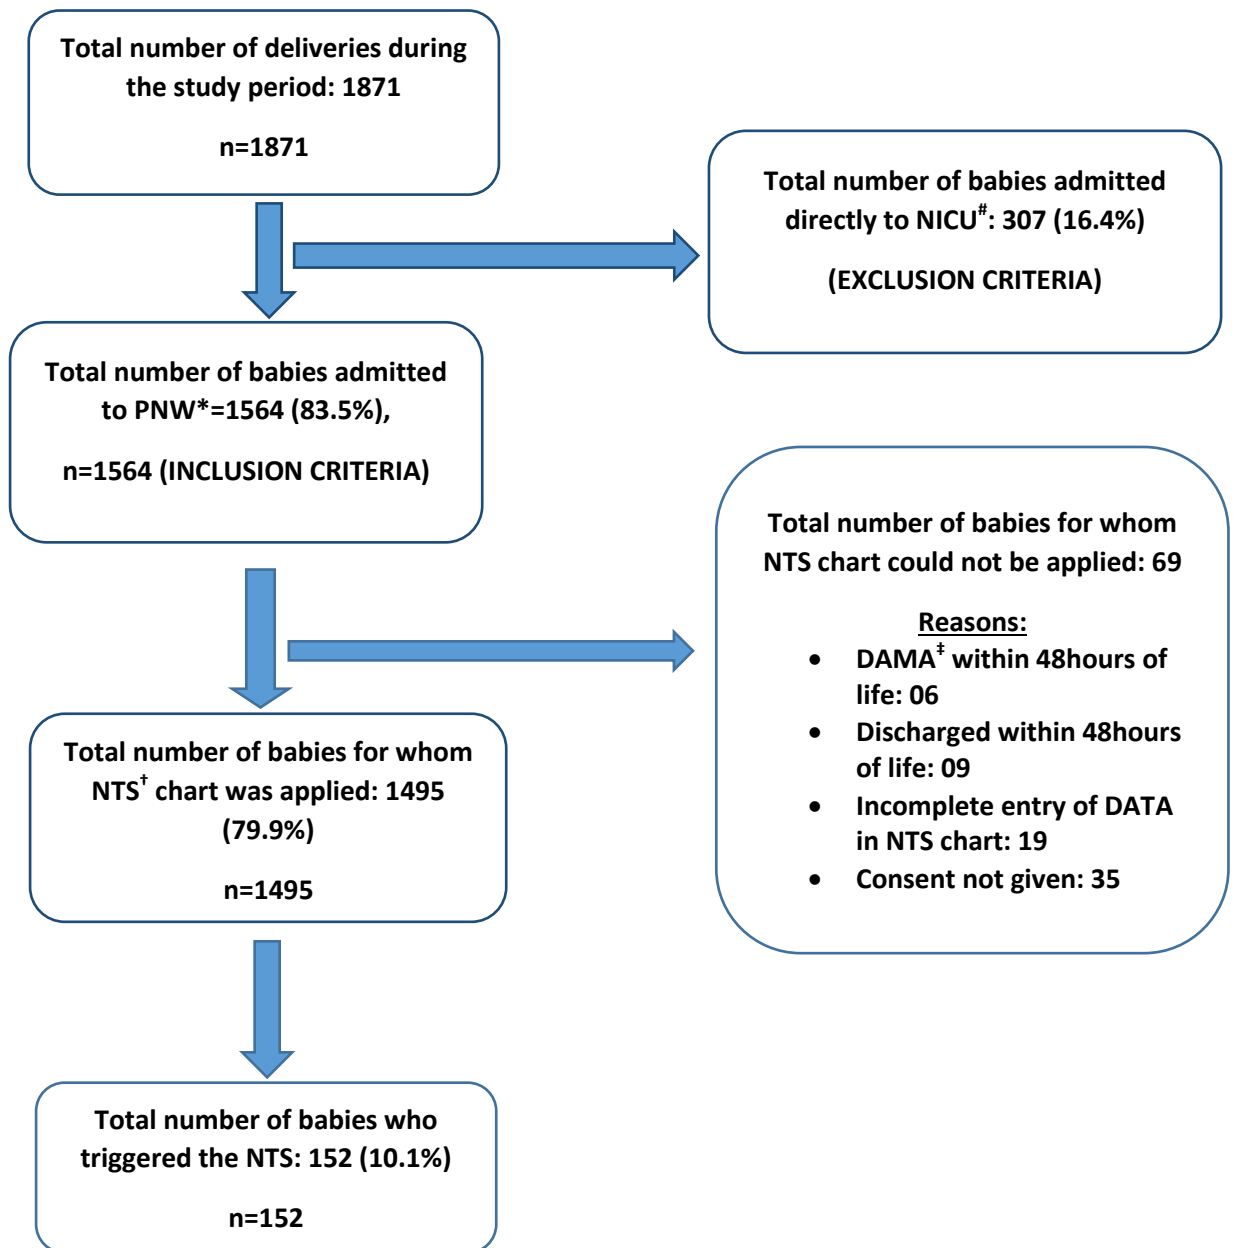 Total number of deliveries during
the study period: 1871
n=1871
Total number of babies admitted
directly to NICU#: 307 (16.4%)
(EXCLUSION CRITERIA)
Total number of babies admitted
to PNW*=1564 (83.5%),
n=1564 (INCLUSION CRITERIA)
Total number of babies for whom
NTS chart could not be applied: 69
Reasons:
• DAMA‡ within 48hours of
life: 06
• Discharged within 48hours
of life: 09
• Incomplete entry of DATA
in NTS chart: 19
• Consent not given: 35
Total number of babies for whom
NTS† chart was applied: 1495
(79.9%)
n=1495
Total number of babies who
triggered the NTS: 152 (10.1%)
n=152